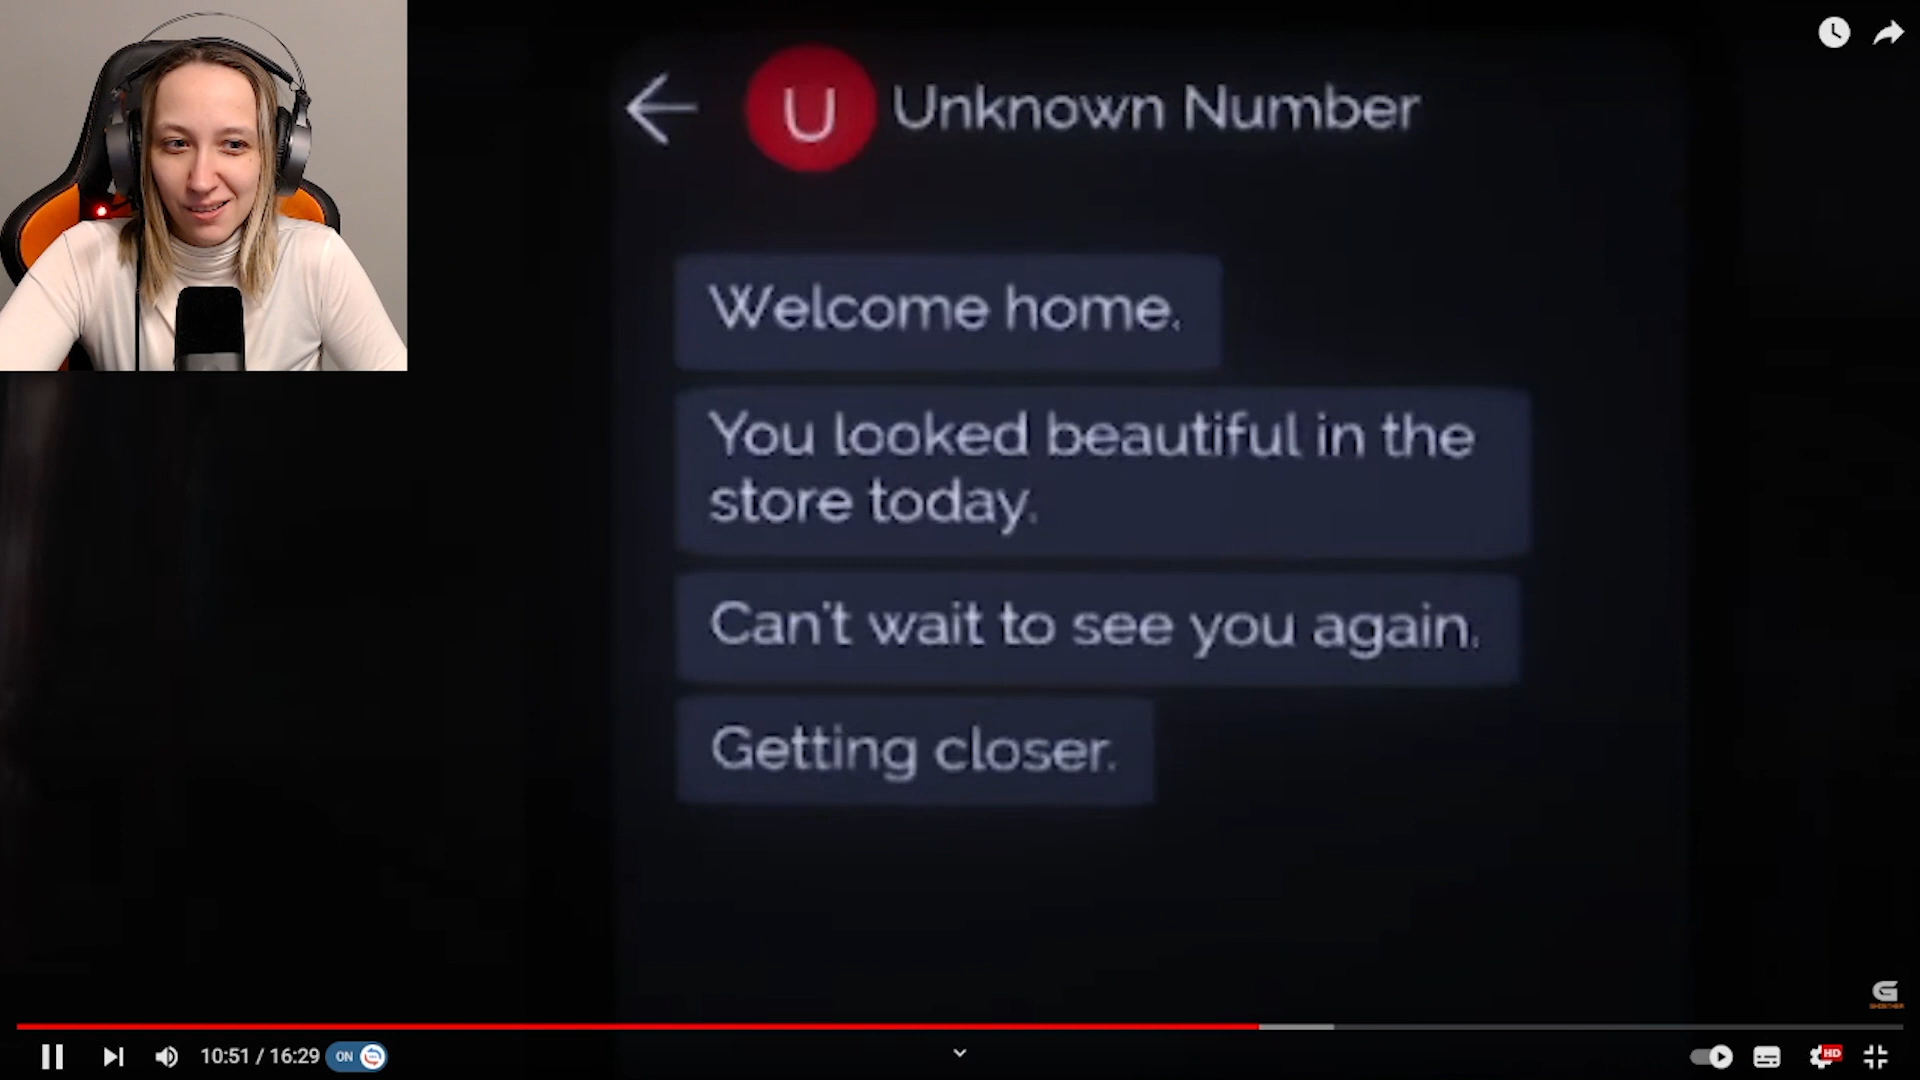 U Unknown Number
Welcome home.
You looked beautiful in the
store today.
Can't wait to see you again.
Getting closer.
G
10:51 / 16:29 ON
HD